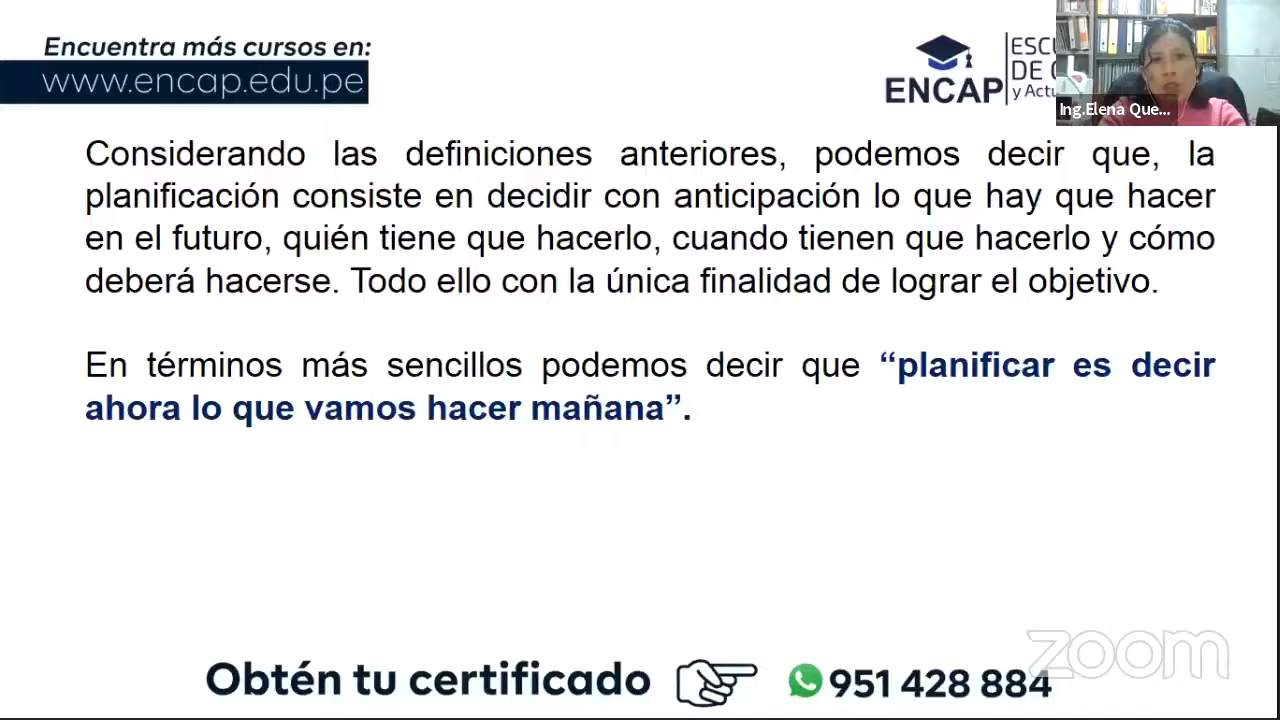 Encuentra más cursos en:
www.encap.edu.pe
ENCAP
y Actu
Ing.Elena Que...
Considerando las definiciones anteriores, podemos decir que, la
planificación consiste en decidir con anticipación lo que hay que hacer
en el futuro, quién tiene que hacerlo, cuando tienen que hacerlo y cómo
deberá hacerse. Todo ello con la única finalidad de lograr el objetivo.
En términos más sencillos podemos decir que “planificar es decir
ahora lo que vamos hacer mañana”.
zoom
Obtén tu certificado 951 428 884